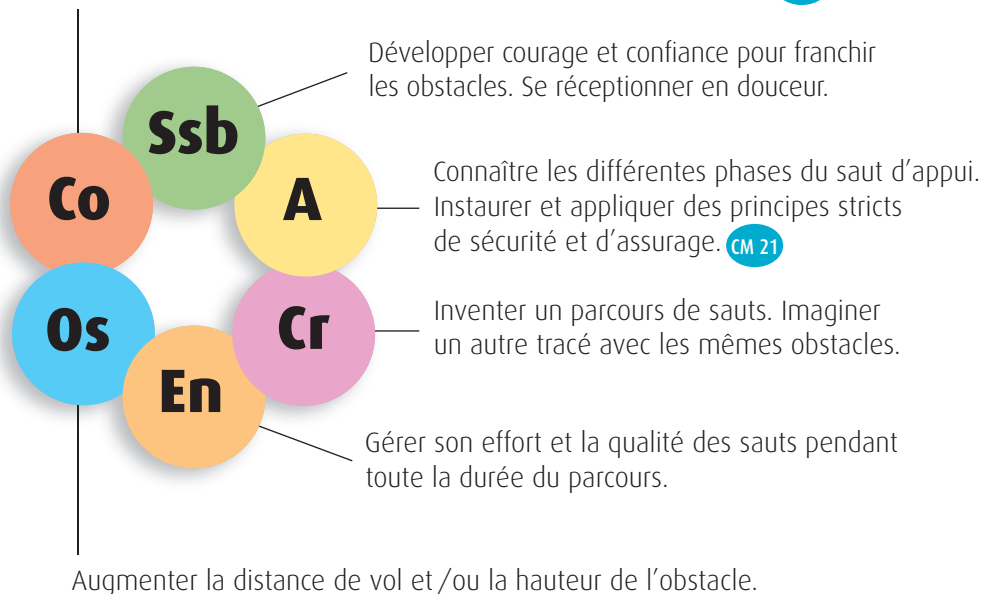 Développer courage et confiance pour franchir
les obstacles. Se réceptionner en douceur.
Ssb
Co
A
Connaître les différentes phases du saut d’appui.
Instaurer et appliquer des principes stricts
de sécurité et d’assurage. CM 21
Os
Cr
Inventer un parcours de sauts. Imaginer
un autre tracé avec les mêmes obstacles.
En
Gérer son effort et la qualité des sauts pendant
toute la durée du parcours.
Augmenter la distance de vol et /ou la hauteur de l’obstacle.